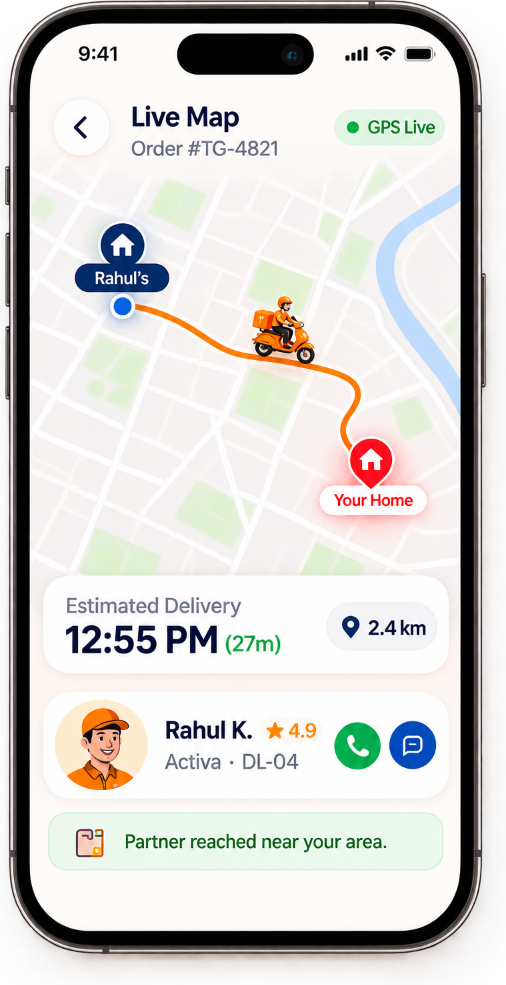 9:41
Live Map
Order #TG-4821
GPS Live
Rahul's
Your Home
Estimated Delivery
12:55 PM (27m)
2.4 km
Rahul K. ★ 4.9
Activa · DL-04
Partner reached near your area.